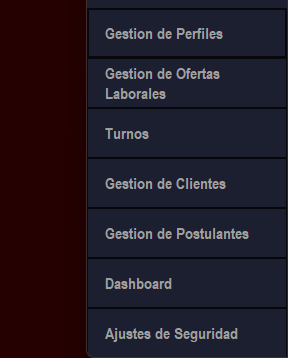 Gestion de Perfiles
Gestion de Ofertas
Laborales
Turnos
Gestion de Clientes
Gestion de Postulantes
Dashboard
Ajustes de Seguridad